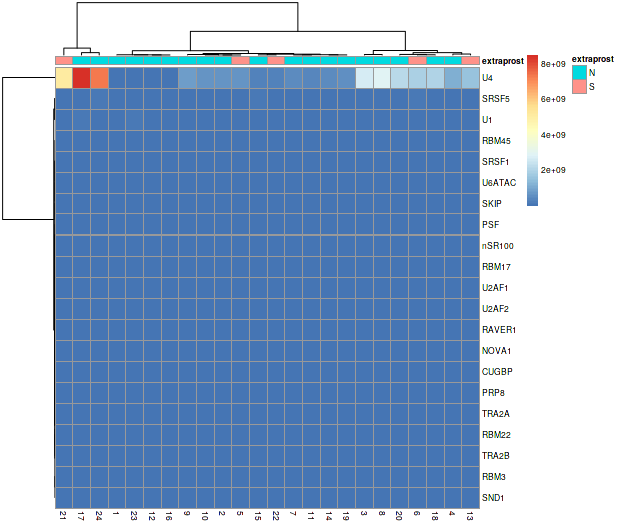 extraprost
8e+09
6e+09
4e+09
2e+09
extraprost
N
S
U4
SRSF5
U1
RBM45
SRSF1
U6ATAC
SKIP
PSF
nSR100
RBM17
U2AF1
U2AF2
RAVER1
NOVA1
CUGBP
PRP8
TRA2A
RBM22
TRA2B
RBM3
SND1
21 17 24 1 23 12 16 9 10 2 5 15 22 7 11 14 19 3 8 20 6 18 4 13